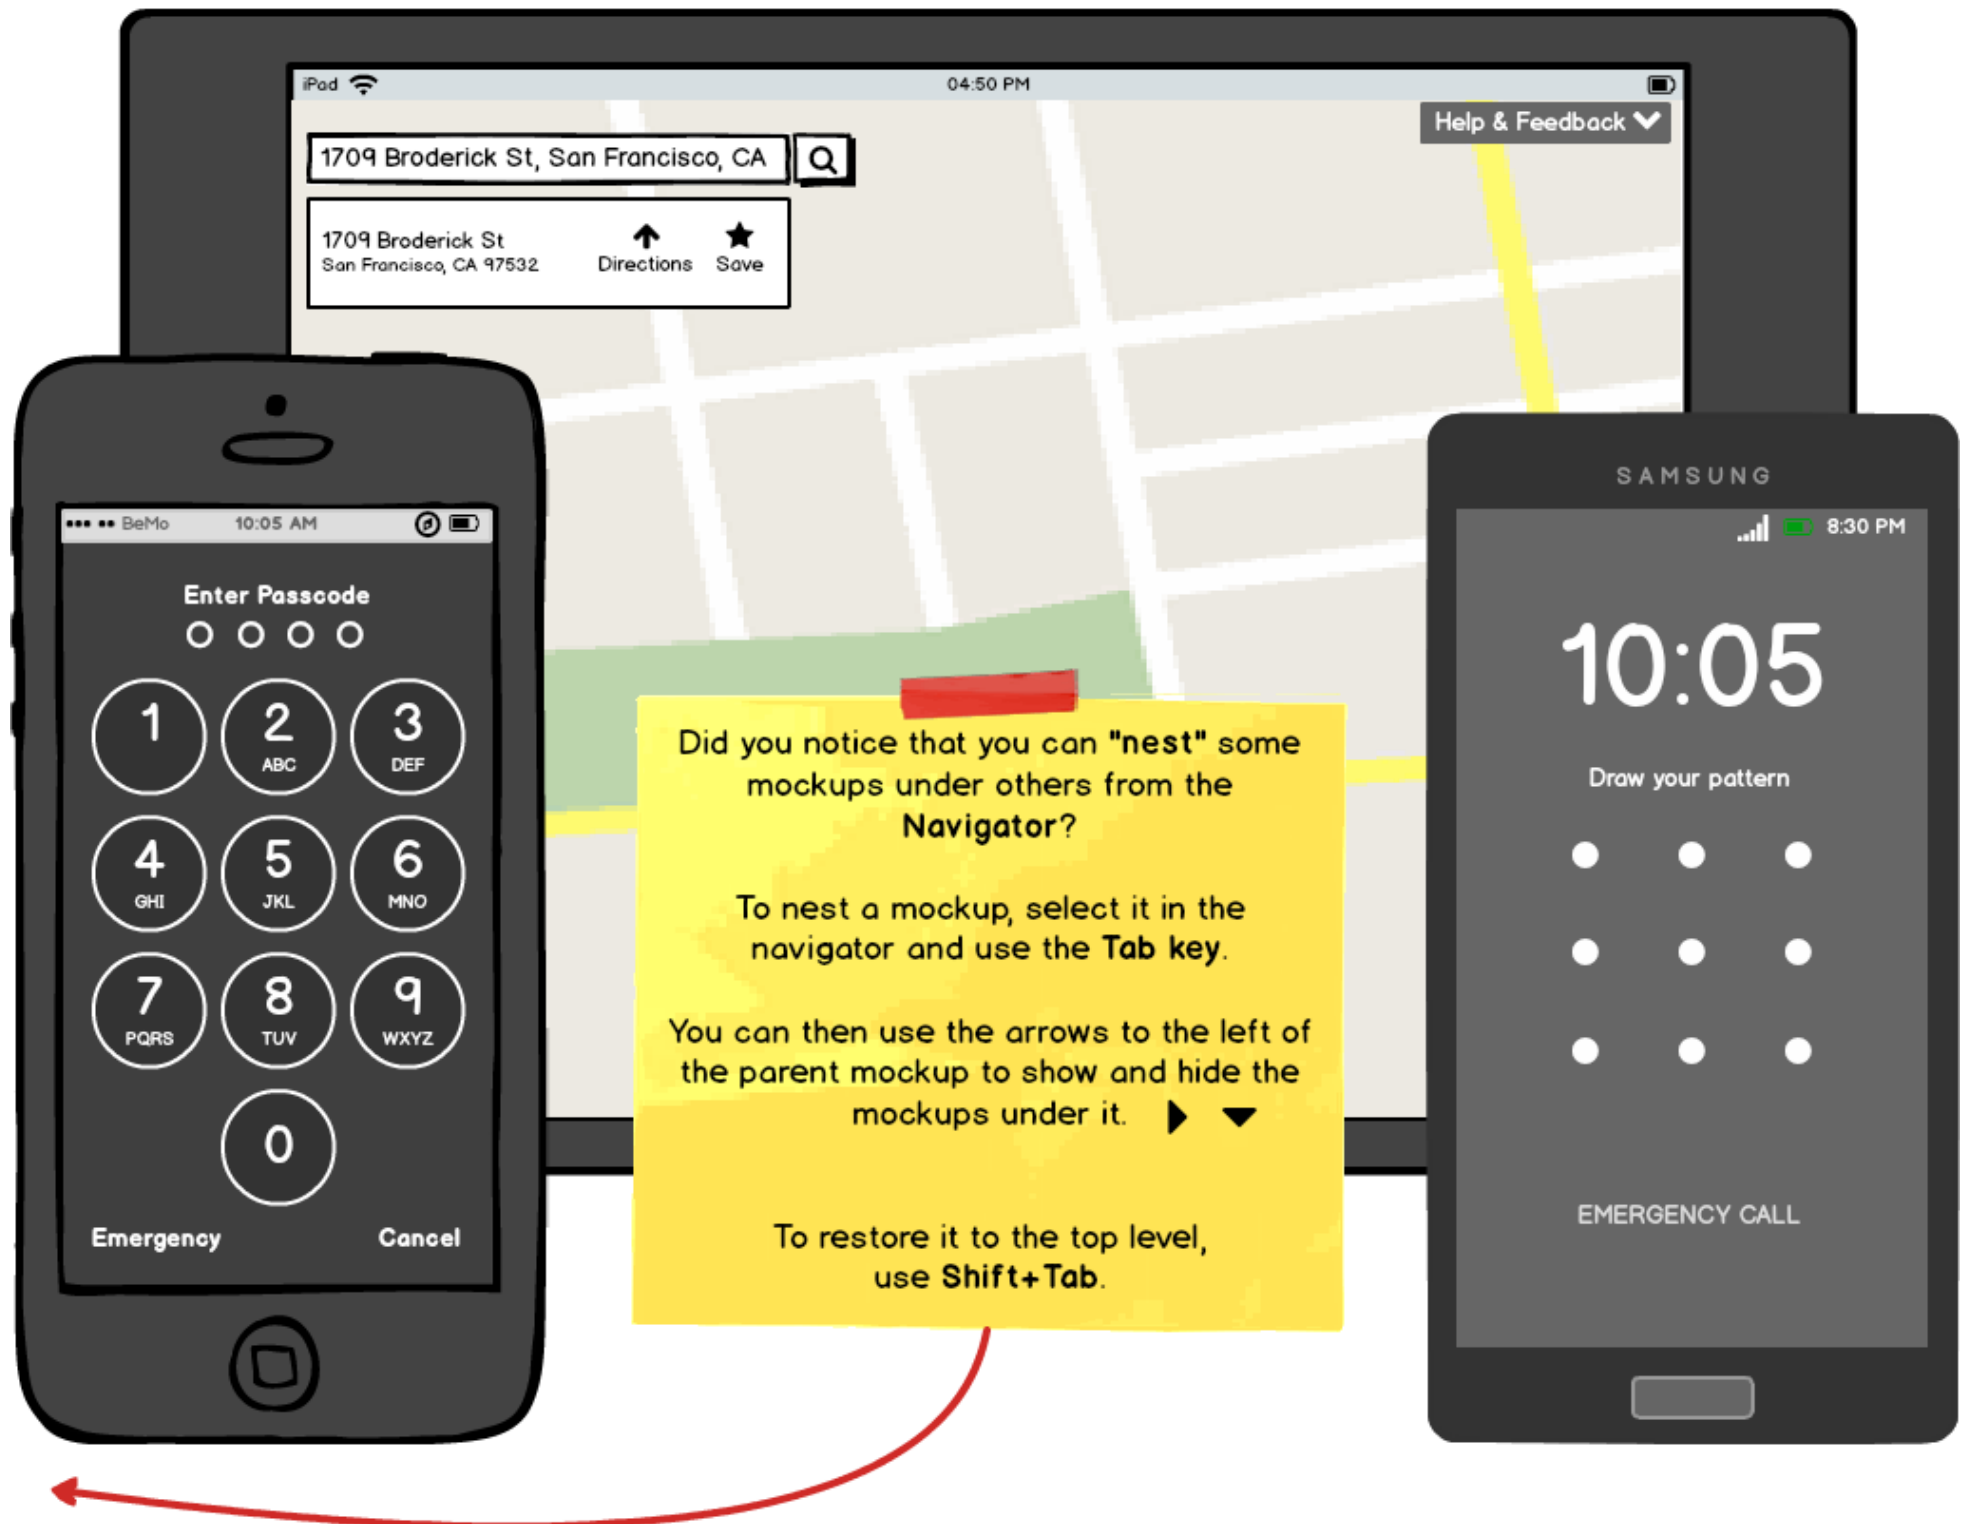 iPad
04:50 PM
Help & Feedback
1709 Broderick St, San Francisco, CA
1709 Broderick St
San Francisco, CA 97532
Directions
Save
BeMo
10:05 AM
Enter Passcode
1
2
ABC
3
DEF
4
GHI
5
JKL
6
MNO
7
PQRS
8
TUV
9
WXYZ
0
Emergency
Cancel
Did you notice that you can "nest" some
mockups under others from the
Navigator?
To nest a mockup, select it in the
navigator and use the Tab key.
You can then use the arrows to the left of
the parent mockup to show and hide the
mockups under it.
To restore it to the top level,
use Shift+Tab.
SAMSUNG
8:30 PM
10:05
Draw your pattern
EMERGENCY CALL